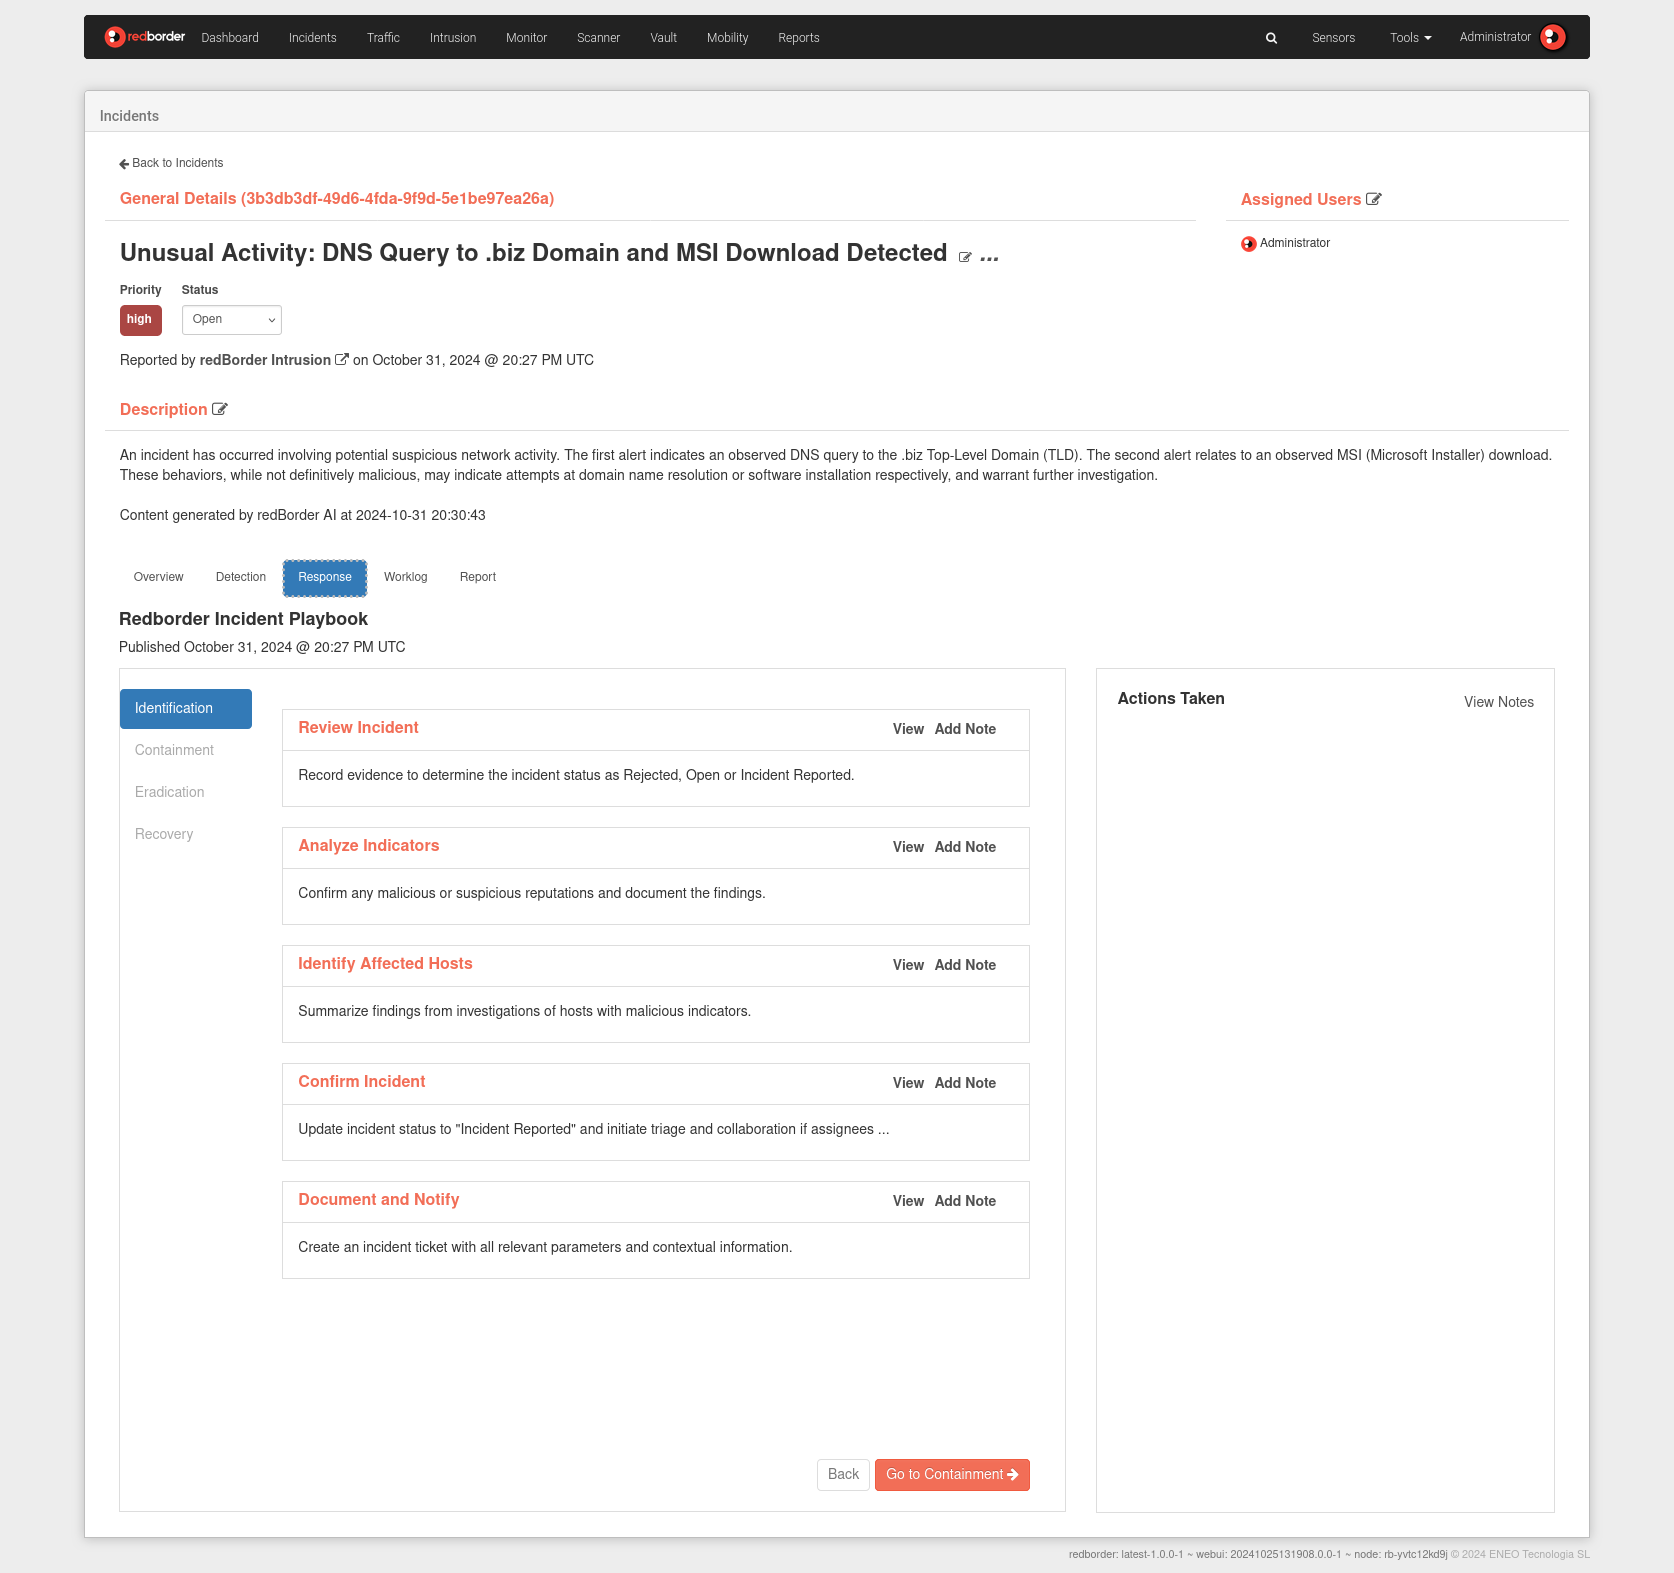 redborder Dashboard Incidents Traffic Intrusion Monitor Scanner Vault Mobility Reports Sensors Tools Administrator
Incidents
Back to Incidents
General Details (3b3db3df-49d6-4fda-9f9d-5e1be97ea26a)
Assigned Users
Unusual Activity: DNS Query to .biz Domain and MSI Download Detected ...
Administrator
Priority Status
high Open
Reported by redBorder Intrusion on October 31, 2024 @ 20:27 PM UTC
Description
An incident has occurred involving potential suspicious network activity. The first alert indicates an observed DNS query to the .biz Top-Level Domain (TLD). The second alert relates to an observed MSI (Microsoft Installer) download.
These behaviors, while not definitively malicious, may indicate attempts at domain name resolution or software installation respectively, and warrant further investigation.
Content generated by redBorder AI at 2024-10-31 20:30:43
Overview Detection Response Worklog Report
Redborder Incident Playbook
Published October 31, 2024 @ 20:27 PM UTC
Identification
Containment
Eradication
Recovery
Review Incident View Add Note
Record evidence to determine the incident status as Rejected, Open or Incident Reported.
Analyze Indicators View Add Note
Confirm any malicious or suspicious reputations and document the findings.
Identify Affected Hosts View Add Note
Summarize findings from investigations of hosts with malicious indicators.
Confirm Incident View Add Note
Update incident status to "Incident Reported" and initiate triage and collaboration if assignees ...
Document and Notify View Add Note
Create an incident ticket with all relevant parameters and contextual information.
Back Go to Containment
Actions Taken View Notes
redborder: latest-1.0.0-1 ~ webui: 20241025131908.0.0-1 ~ node: rb-yvtc12kd9j © 2024 ENEO Tecnologia SL